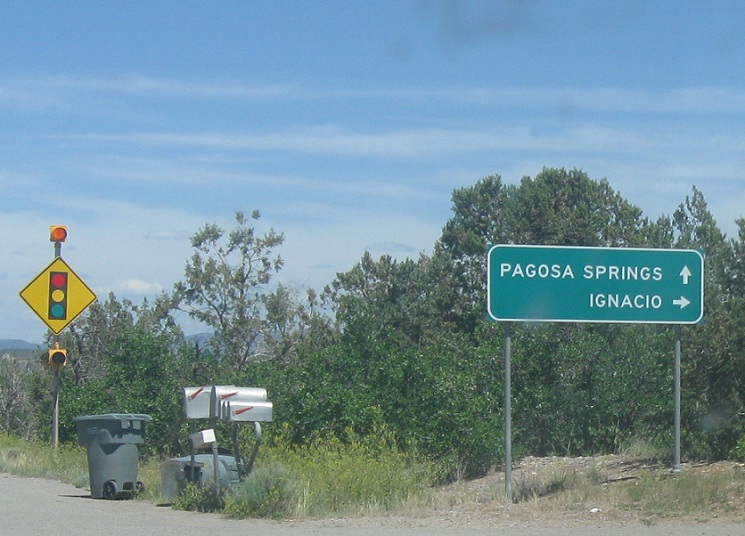 PAGOSA SPRINGS ↑
IGNACIO →